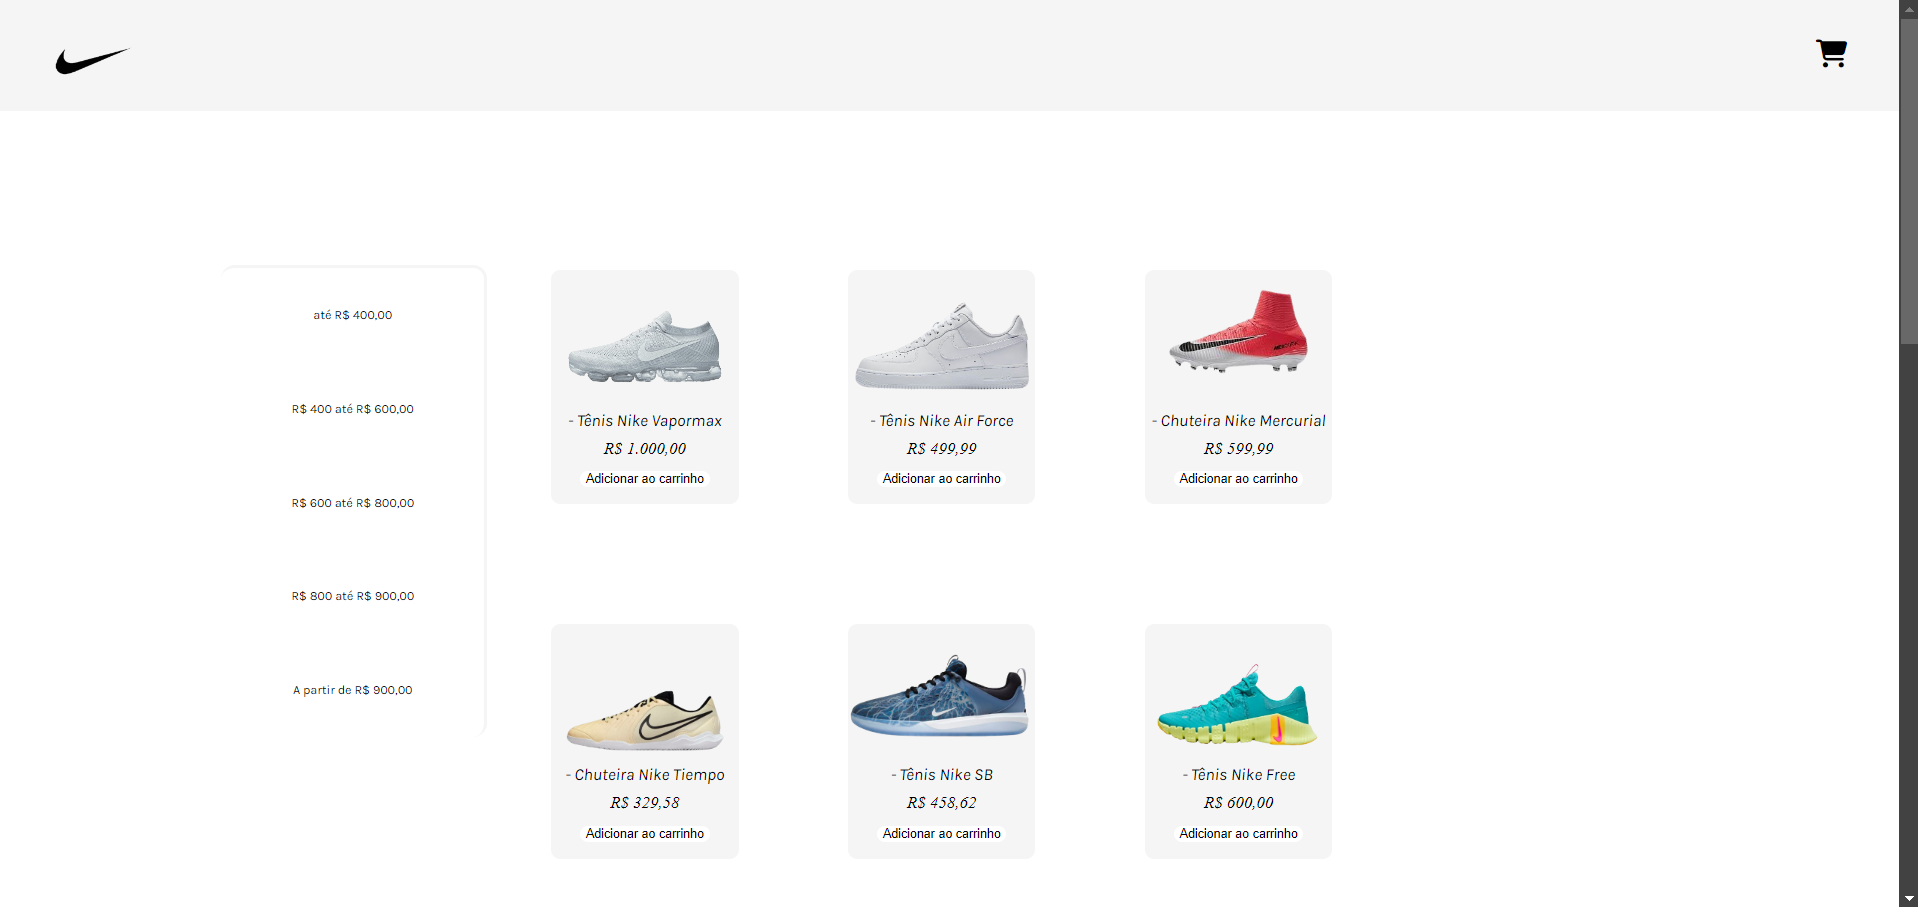 até R$ 400,00
R$ 400 até R$ 600,00
R$ 600 até R$ 800,00
R$ 800 até R$ 900,00
A partir de R$ 900,00
- Tênis Nike Vapormax
R$ 1.000,00
Adicionar ao carrinho
- Tênis Nike Air Force
R$ 499,99
Adicionar ao carrinho
- Chuteira Nike Mercurial
R$ 599,99
Adicionar ao carrinho
- Chuteira Nike Tiempo
R$ 329,58
Adicionar ao carrinho
- Tênis Nike SB
R$ 458,62
Adicionar ao carrinho
- Tênis Nike Free
R$ 600,00
Adicionar ao carrinho